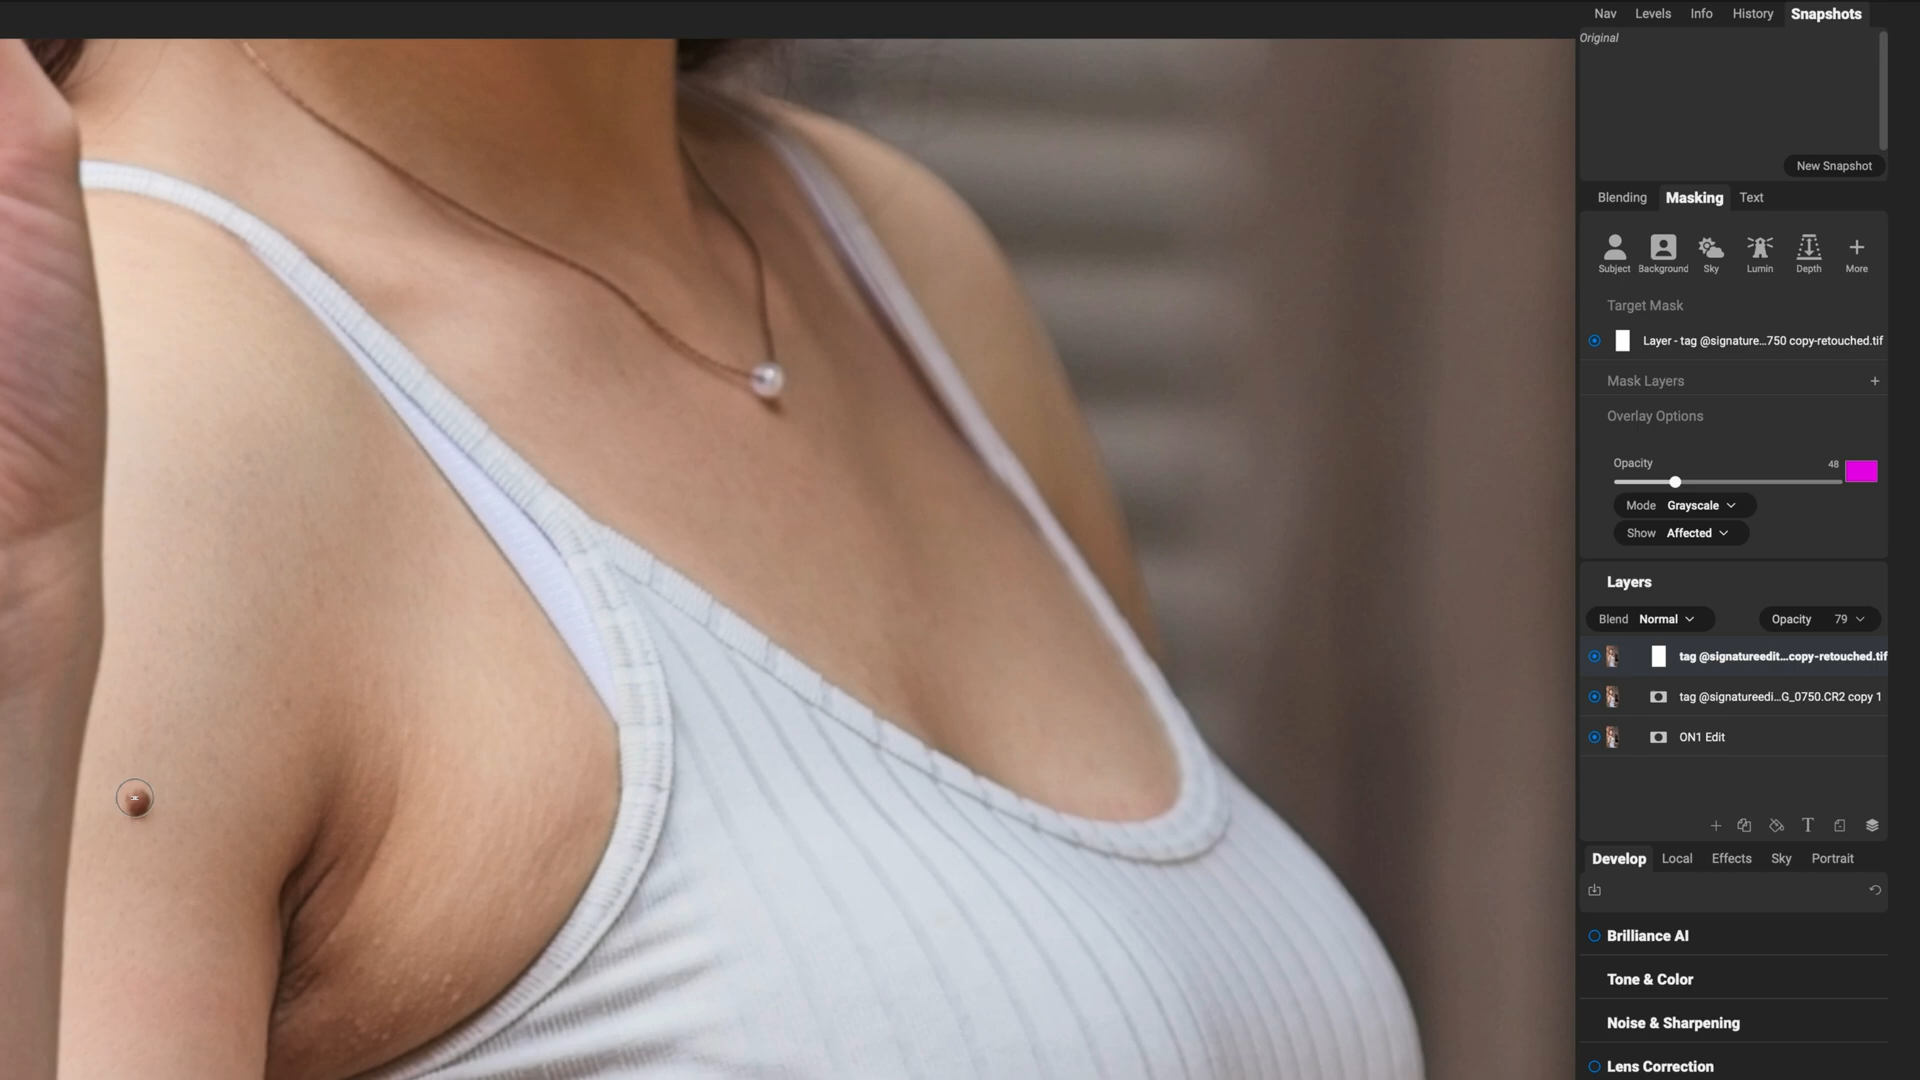 Nav Levels Info History Snapshots
Original
New Snapshot
Blending Masking Text
Subject Background Sky Lumin Depth More
Target Mask
Layer - tag @signature...750 copy-retouched.tif
Mask Layers +
Overlay Options
Opacity 48
Mode Grayscale
Show Affected
Layers
Blend Normal Opacity 79
tag @signatureedit...copy-retouched.tif
tag @signatureedi...G_0750.CR2 copy 1
ON1 Edit
Develop Local Effects Sky Portrait
Brilliance AI
Tone & Color
Noise & Sharpening
Lens Correction